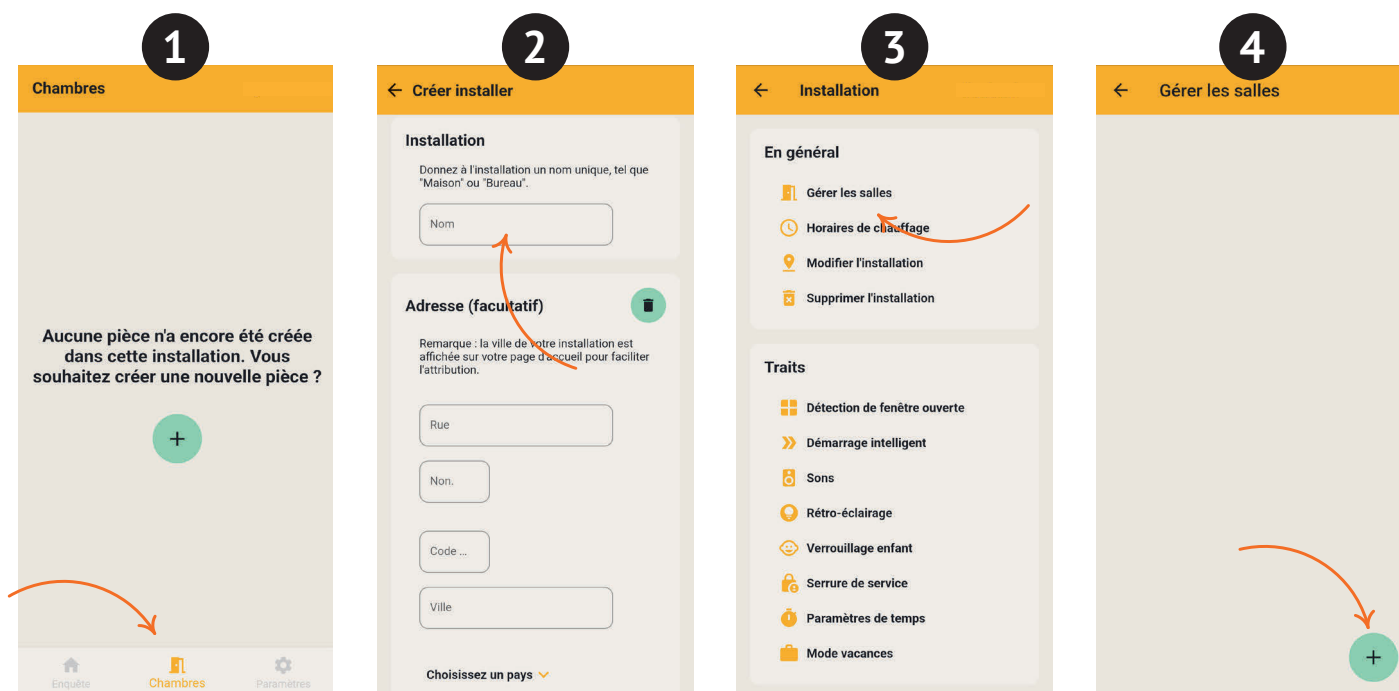 1
Chambres
Aucune pièce n'a encore été créée
dans cette installation. Vous
souhaitez créer une nouvelle pièce ?
+
Enquête
Chambres
Paramètres
2
Créer installer
Installation
Donnez à l'installation un nom unique, tel que
"Maison" ou "Bureau".
Nom
Adresse (facultatif)
Remarque : la ville de votre installation est
affichée sur votre page d'accueil pour faciliter
l'attribution.
Rue
Non.
Code ...
Ville
Choisissez un pays
3
Installation
En général
Gérer les salles
Horaires de chauffage
Modifier l'installation
Supprimer l'installation
Traits
Détection de fenêtre ouverte
Démarrage intelligent
Sons
Rétro-éclairage
Verrouillage enfant
Serrure de service
Paramètres de temps
Mode vacances
4
Gérer les salles
+